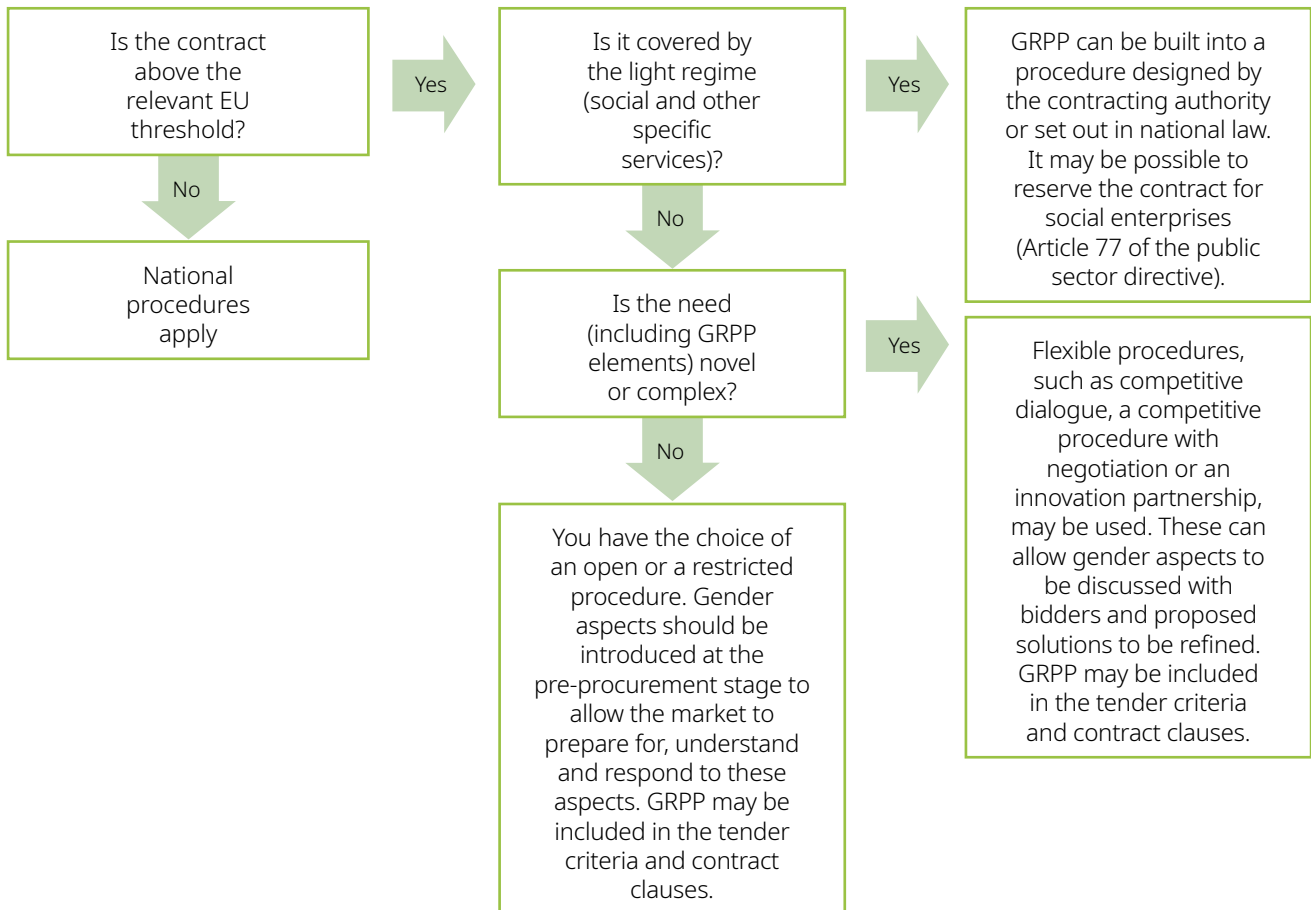 Is the contract
above the
relevant EU
threshold?
Yes
No
National
procedures
apply
Is it covered by
the light regime
(social and other
specific
services)?
Yes
No
GRPP can be built into a
procedure designed by
the contracting authority
or set out in national law.
It may be possible to
reserve the contract for
social enterprises
(Article 77 of the public
sector directive).
Is the need
(including GRPP
elements) novel
or complex?
Yes
No
Flexible procedures,
such as competitive
dialogue, a competitive
procedure with
negotiation or an
innovation partnership,
may be used. These can
allow gender aspects to
be discussed with
bidders and proposed
solutions to be refined.
GRPP may be included
in the tender criteria
and contract clauses.
You have the choice of
an open or a restricted
procedure. Gender
aspects should be
introduced at the
pre-procurement stage to
allow the market to
prepare for, understand
and respond to these
aspects. GRPP may be
included in the tender
criteria and contract
clauses.